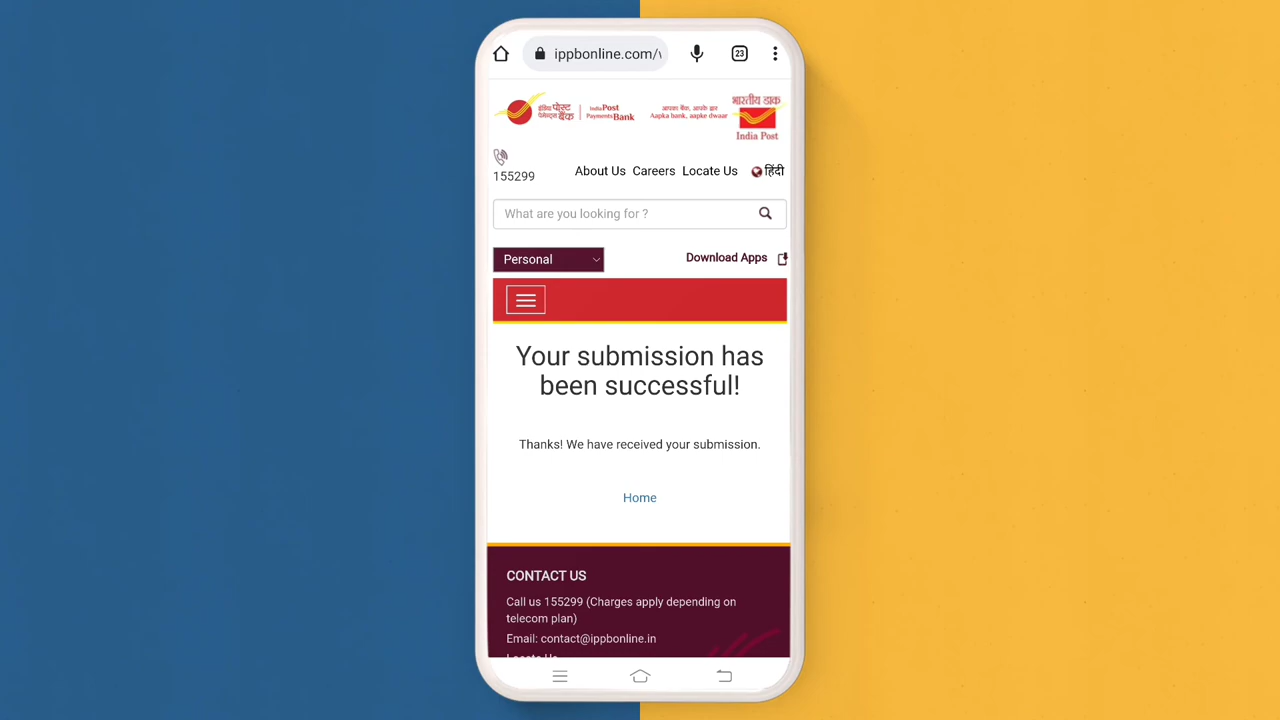 ippbonline.com/
23
इंडिया पोस्ट
पेमेन्ट्स बैंक
India Post
Payments Bank
आपका बैंक, आपके द्वार
Aapka bank, aapke dwaar
भारतीय डाक
India Post
155299
About Us Careers Locate Us हिंदी
What are you looking for ?
Personal
Download Apps
Your submission has
been successful!
Thanks! We have received your submission.
Home
CONTACT US
Call us 155299 (Charges apply depending on
telecom plan)
Email: contact@ippbonline.in
Locate Us